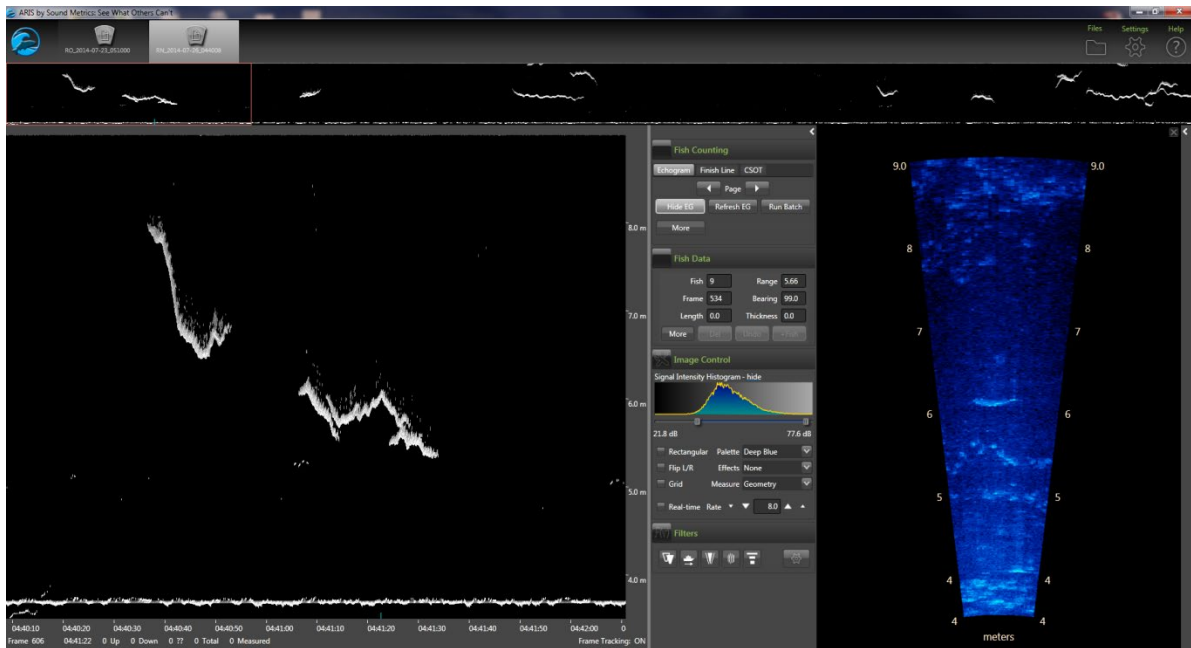 ARIS by Sound Metrics: See What Others Can't
Files Settings Help
RO_2014-07-23_051000
Fish Counting
Echogram Finish Line CSOT
Page
Hide EG Refresh EG Run Batch
More
Fish Data
Fish 9 Range 5.66
Frame 534 Bearing 99.0
Length 0.0 Thickness 0.0
More
Image Control
Signal Intensity Histogram - hide
21.8 dB 77.6 dB
Rectangular Palette Deep Blue
Flip L/R Effects None
Grid Measure Geometry
Real-time Rate 8.0
Filters
8.0 m
7.0 m
6.0 m
5.0 m
4.0 m
04:40:10 04:40:20 04:40:30 04:40:40 04:40:50 04:41:00 04:41:10 04:41:20 04:41:30 04:41:40 04:41:50 04:42:00 0
Frame 606 04:41:22 0 Up 0 Down 0 ?? 0 Total 0 Measured Frame Tracking: ON
9.0 9.0
8 8
7 7
6 6
5 5
4 4
4 4
meters